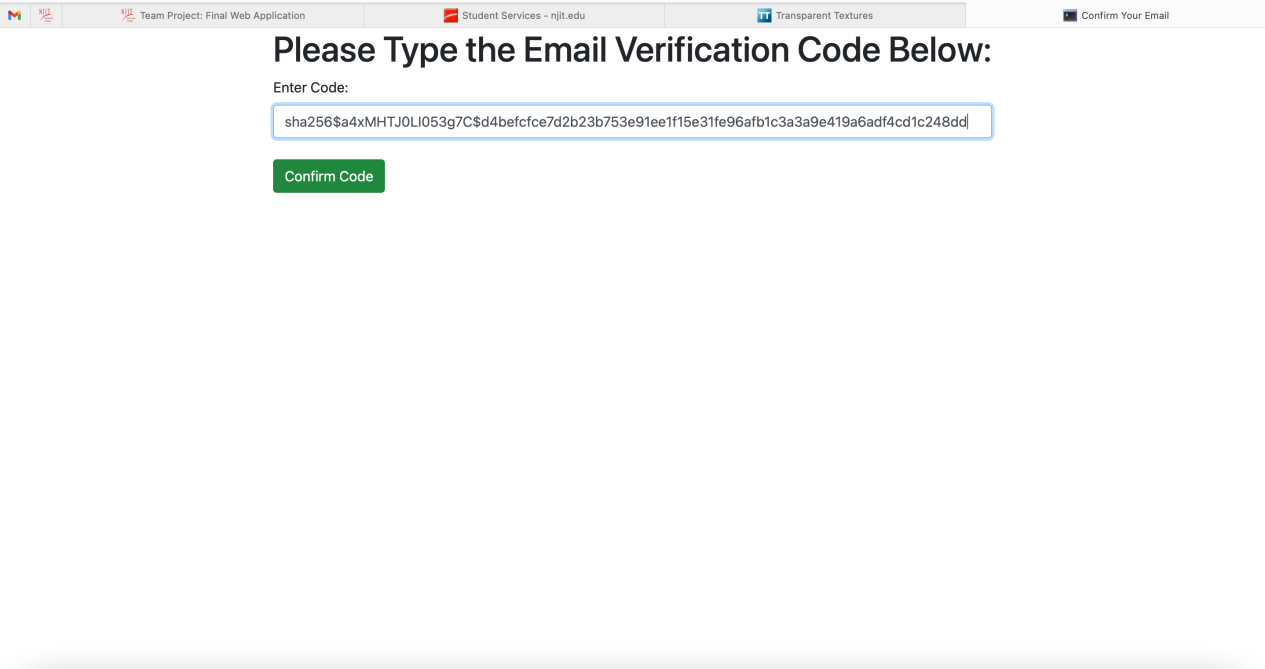 Team Project: Final Web Application
Student Services - njit.edu
Transparent Textures
Confirm Your Email
Please Type the Email Verification Code Below:
Enter Code:
sha256$a4xMHTJ0LI053g7C$d4befcfce7d2b23b753e91ee1f15e31fe96afb1c3a3a9e419a6adf4cd1c248dd
Confirm Code